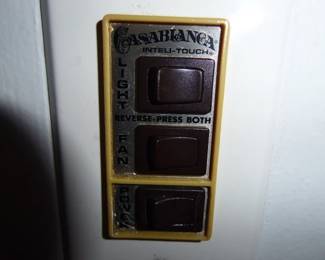 CASABLANCA®
INTELI-TOUCH®
LIGHT
REVERSE-PRESS BOTH
FAN